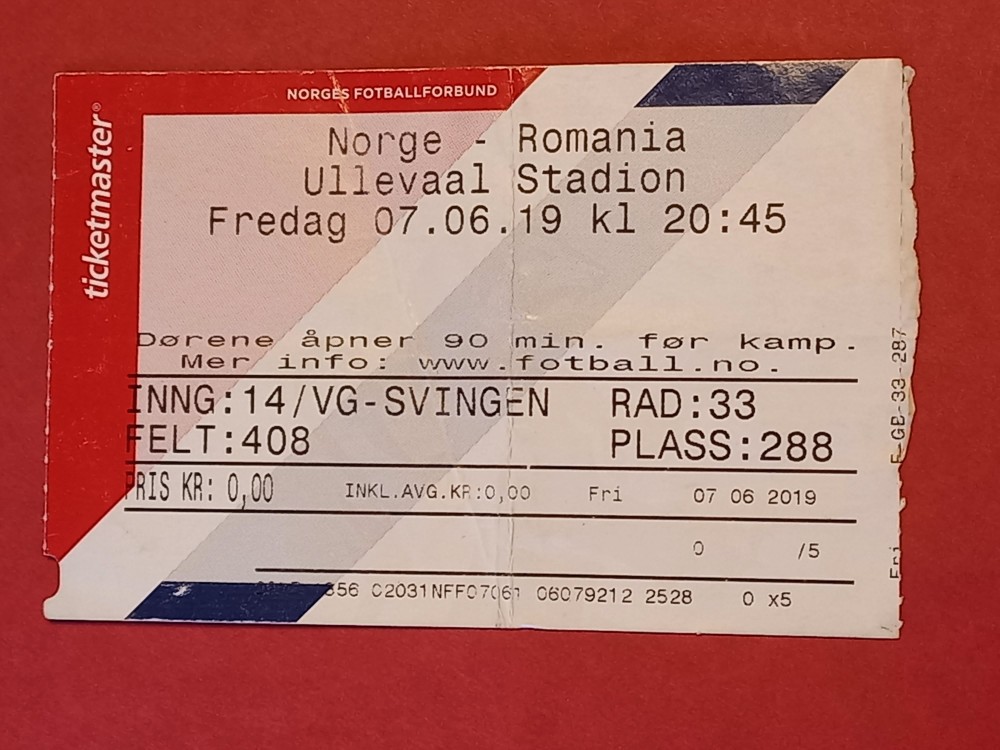 NORGES FOTBALLFORBUND
ticketmaster®
Norge - Romania
Ullevaal Stadion
Fredag 07.06.19 kl 20:45
Dørene åpner 90 min. før kamp.
Mer info: www.fotball.no.
INNG:14/VG-SVINGEN RAD:33
FELT:408 PLASS:288
PRIS KR: 0,00 INKL.AVG.KR:0,00 Fri 07 06 2019
0 /5
C2031NFF07061 06079212 2528 0 x5
F-GB-33-287
Fri